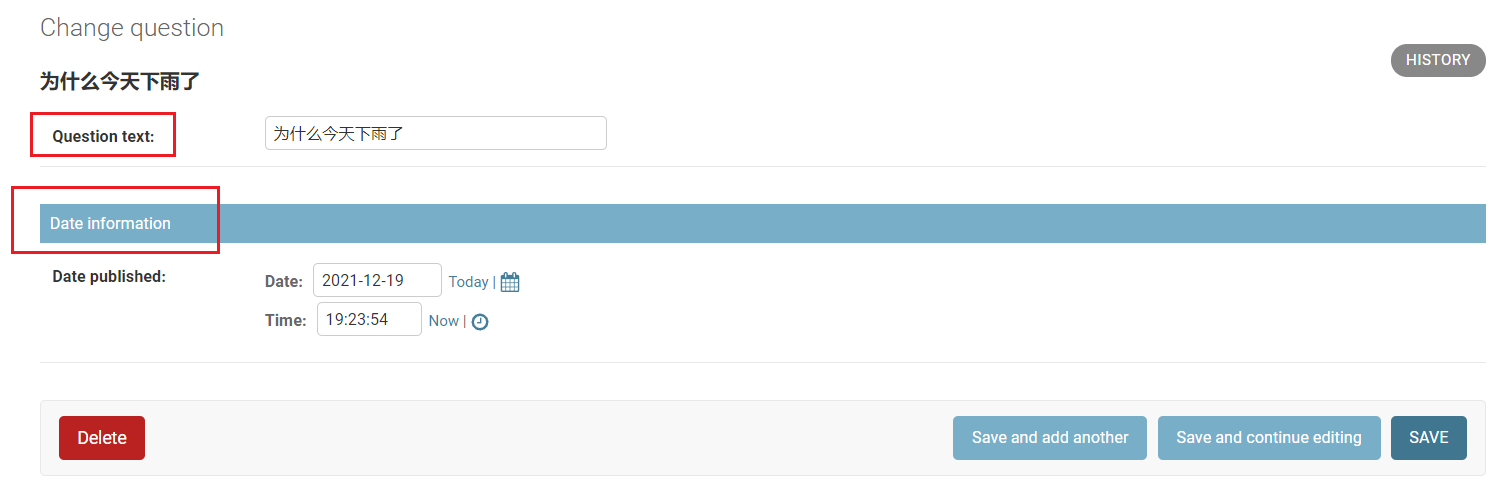 Change question
HISTORY
为什么今天下雨了
Question text: 为什么今天下雨了
Date information
Date published: Date: 2021-12-19 Today |
Time: 19:23:54 Now |
Delete Save and add another Save and continue editing SAVE